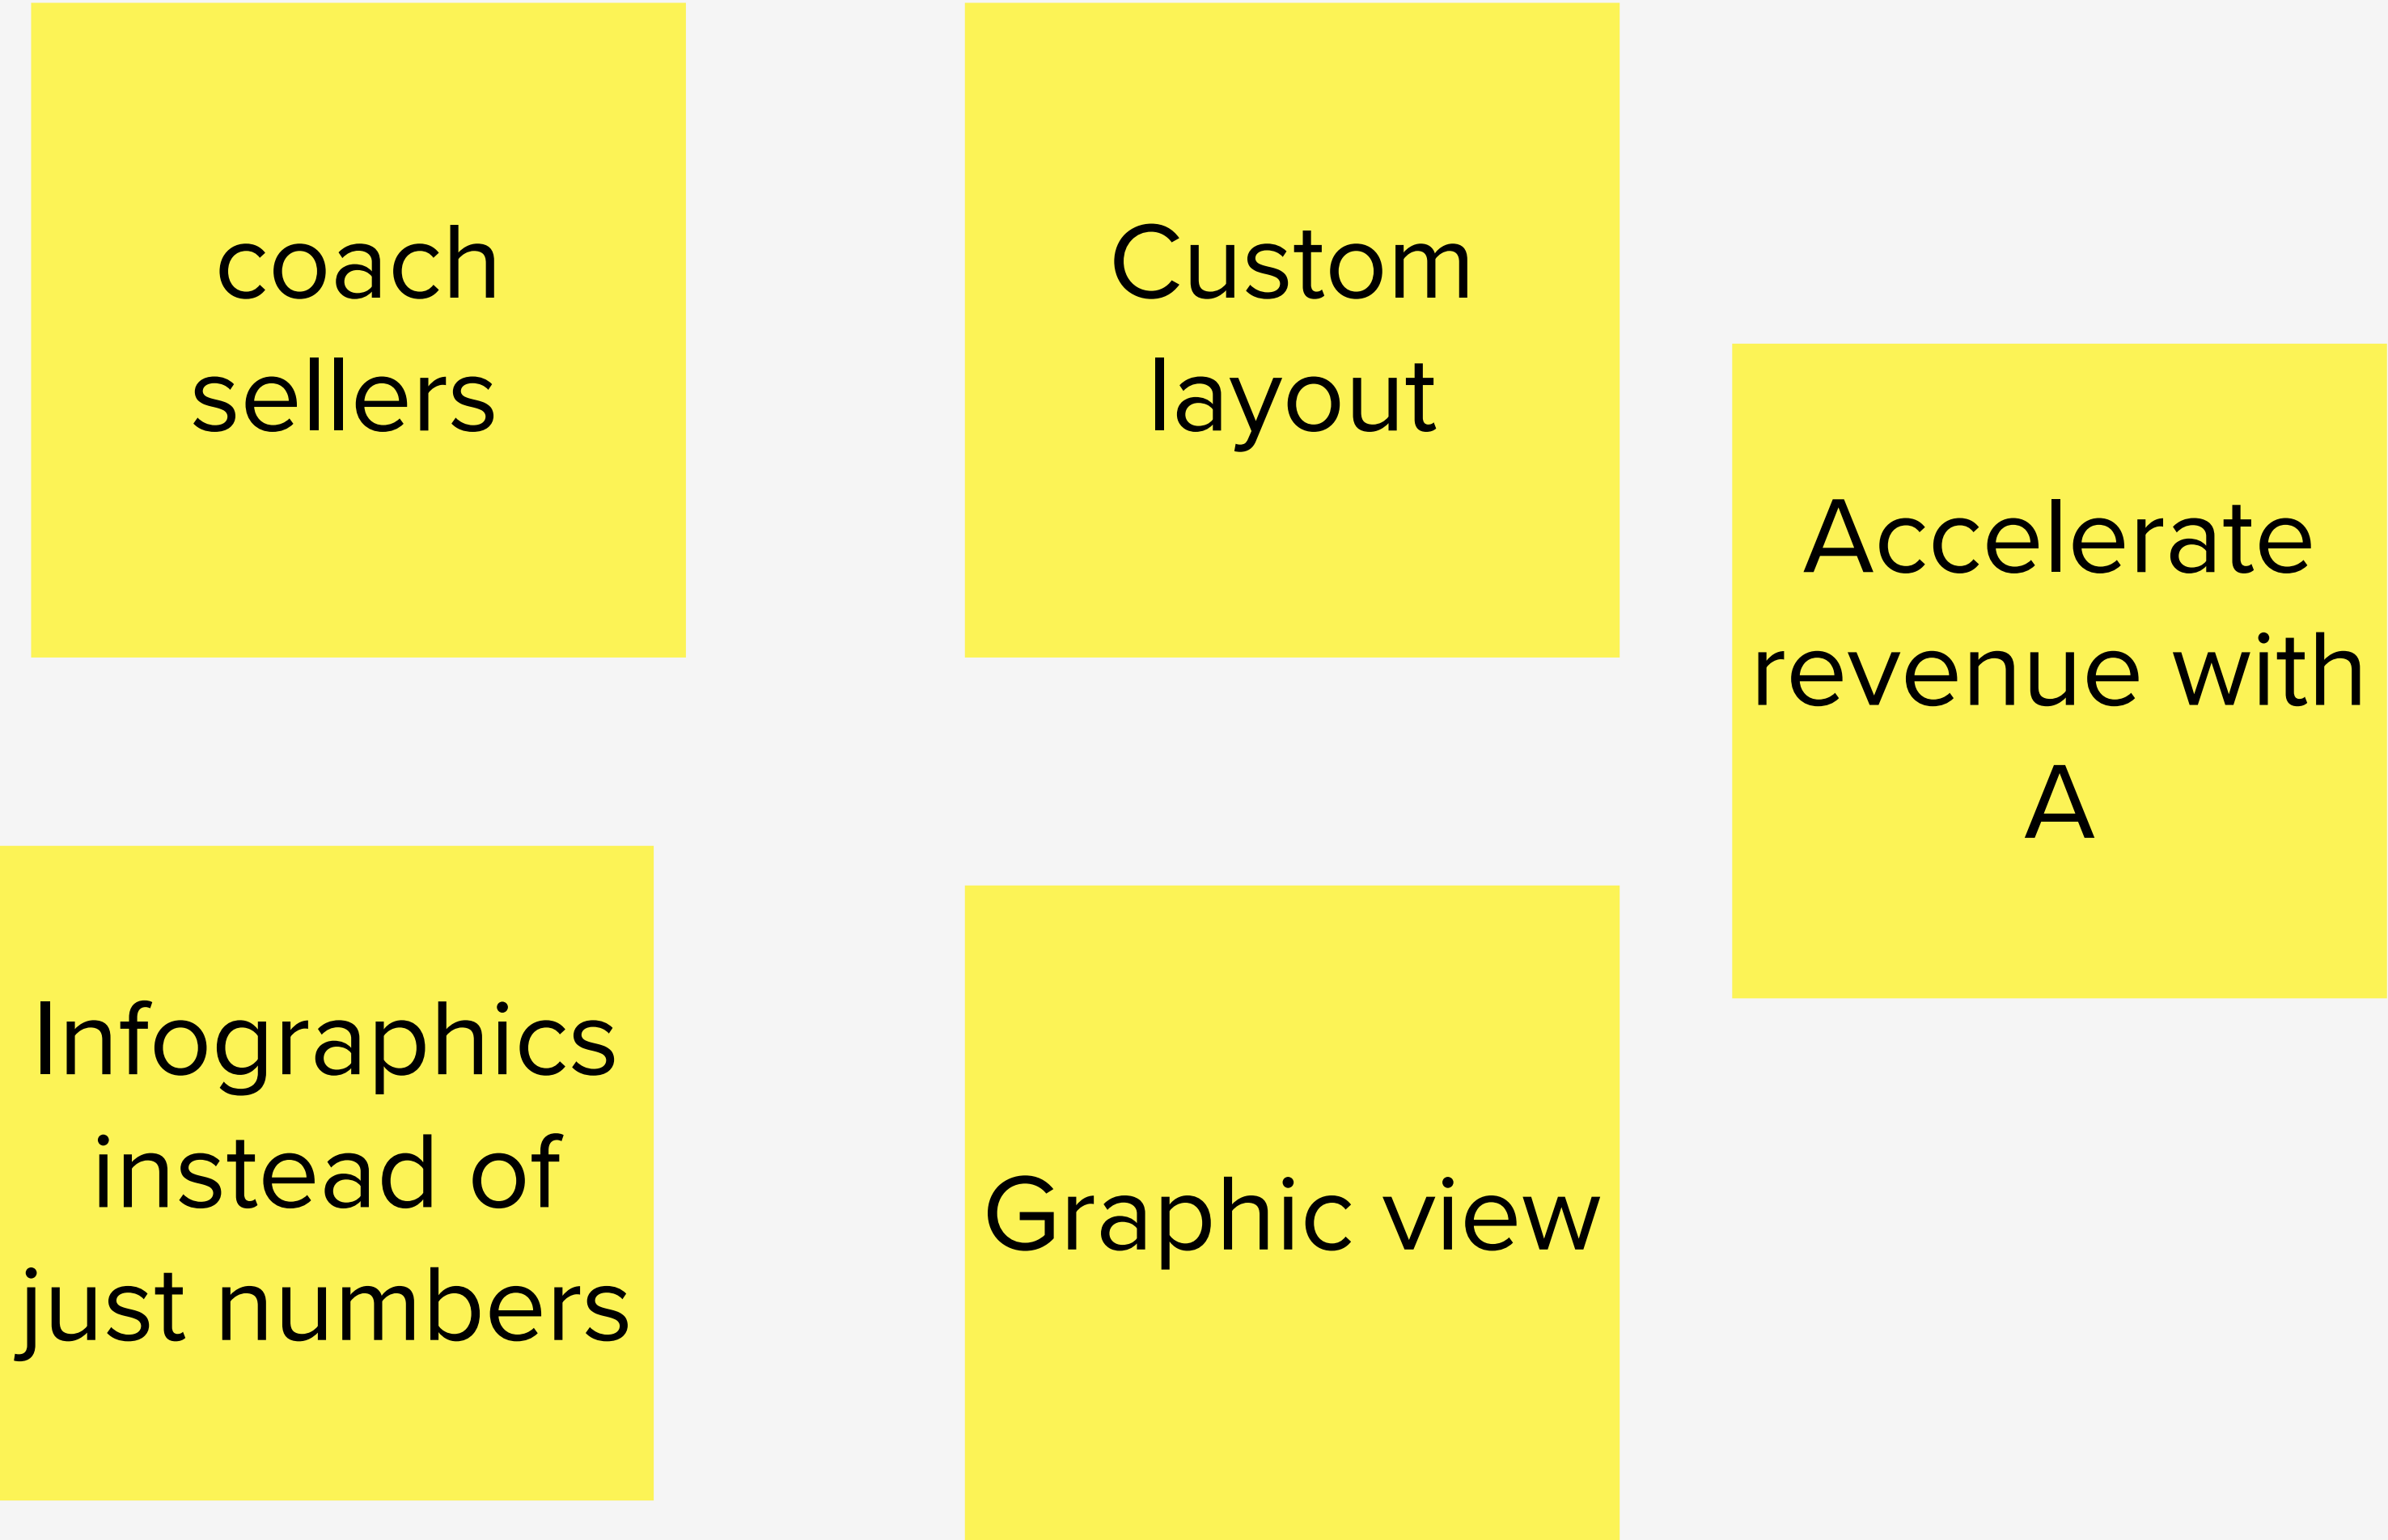 coach
sellers
Custom
layout
Accelerate
revenue with
A
Infographics
instead of
just numbers
Graphic view